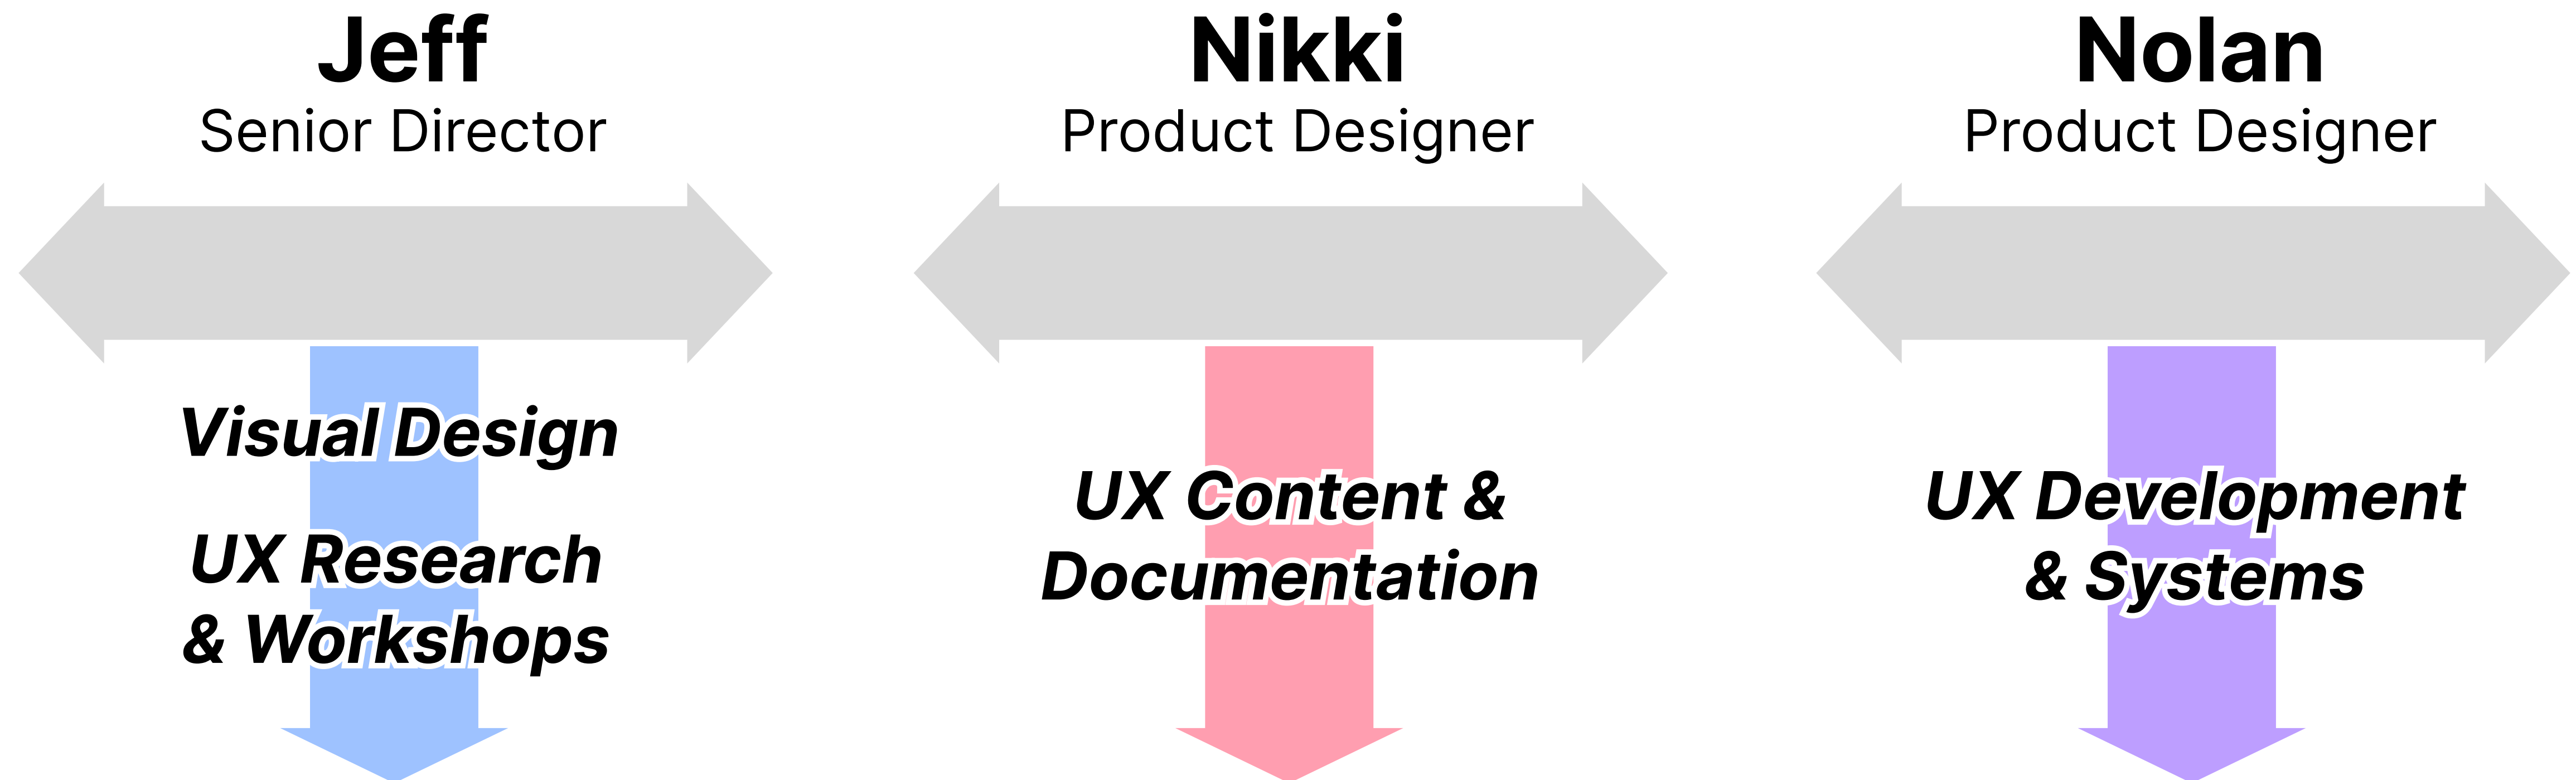 Jeff
Senior Director
Visual Design
UX Research
& Workshops
Nikki
Product Designer
UX Content &
Documentation
Nolan
Product Designer
UX Development
& Systems